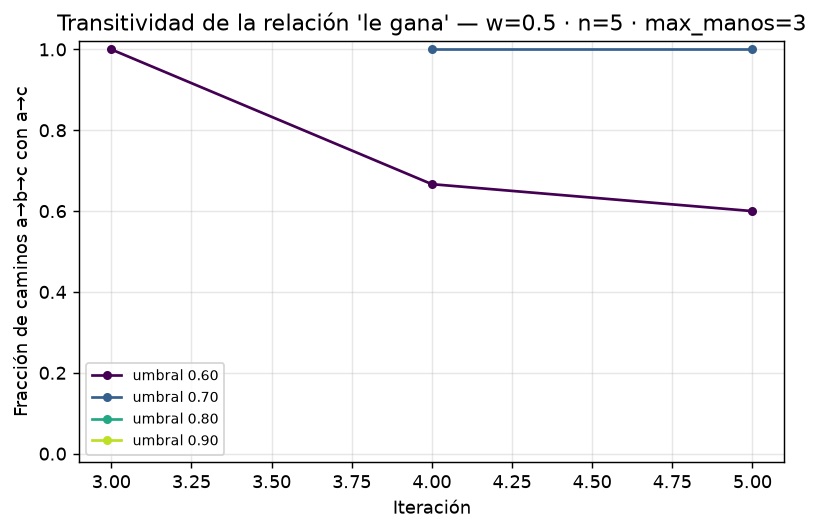 Transitividad de la relación 'le gana' — w=0.5 · n=5 · max_manos=3
Fracción de caminos a→b→c con a→c
1.0
0.8
0.6
0.4
0.2
0.0
umbral 0.60
umbral 0.70
umbral 0.80
umbral 0.90
3.00 3.25 3.50 3.75 4.00 4.25 4.50 4.75 5.00
Iteración